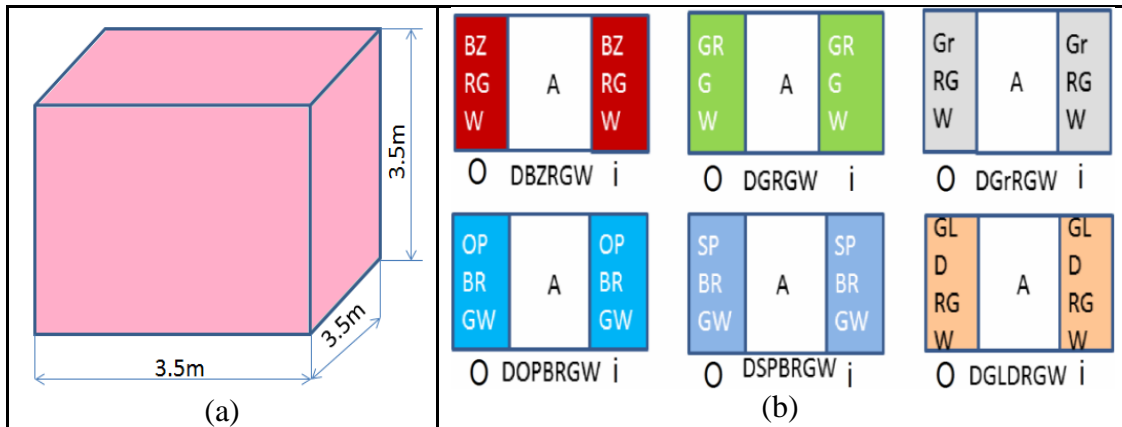 3.5m
3.5m
3.5m
(a)
BZ RG W
A
BZ RG W
O DBZRGW i
GR G W
A
GR G W
O DGRGW i
Gr RG W
A
Gr RG W
O DGrRGW i
OP BR GW
A
OP BR GW
O DOPBRGW i
SP BR GW
A
SP BR GW
O DSPBRGW i
GL D RG W
A
GL D RG W
O DGLDRGW i
(b)